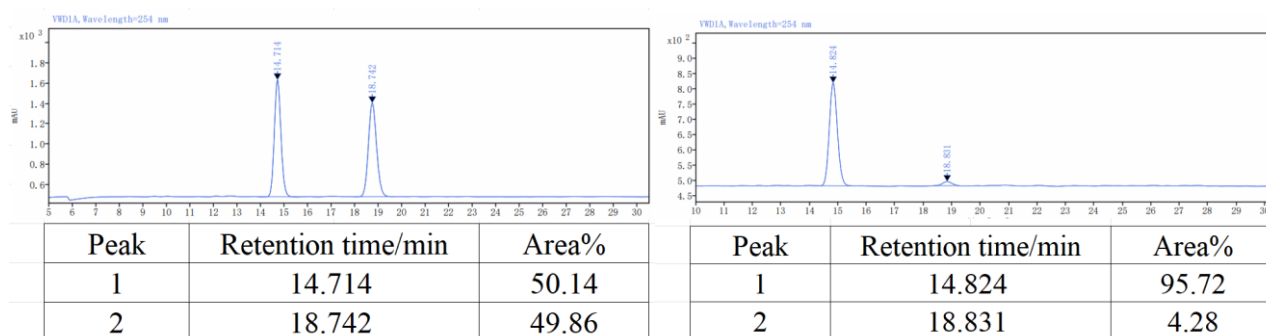 VWD1A, Wavelength=254 nm
x10 3
1.8
1.6
1.4
1.2
1.0
0.8
0.6
mAU
14.714
18.742
5 6 7 8 9 10 11 12 13 14 15 16 17 18 19 20 21 22 23 24 25 26 27 28 29 30
Peak Retention time/min Area%
1 14.714 50.14
2 18.742 49.86
VWD1A, Wavelength=254 nm
x10 2
9.0
8.5
8.0
7.5
7.0
6.5
6.0
5.5
5.0
4.5
mAU
14.824
18.831
10 11 12 13 14 15 16 17 18 19 20 21 22 23 24 25 26 27 28 29 30
Peak Retention time/min Area%
1 14.824 95.72
2 18.831 4.28